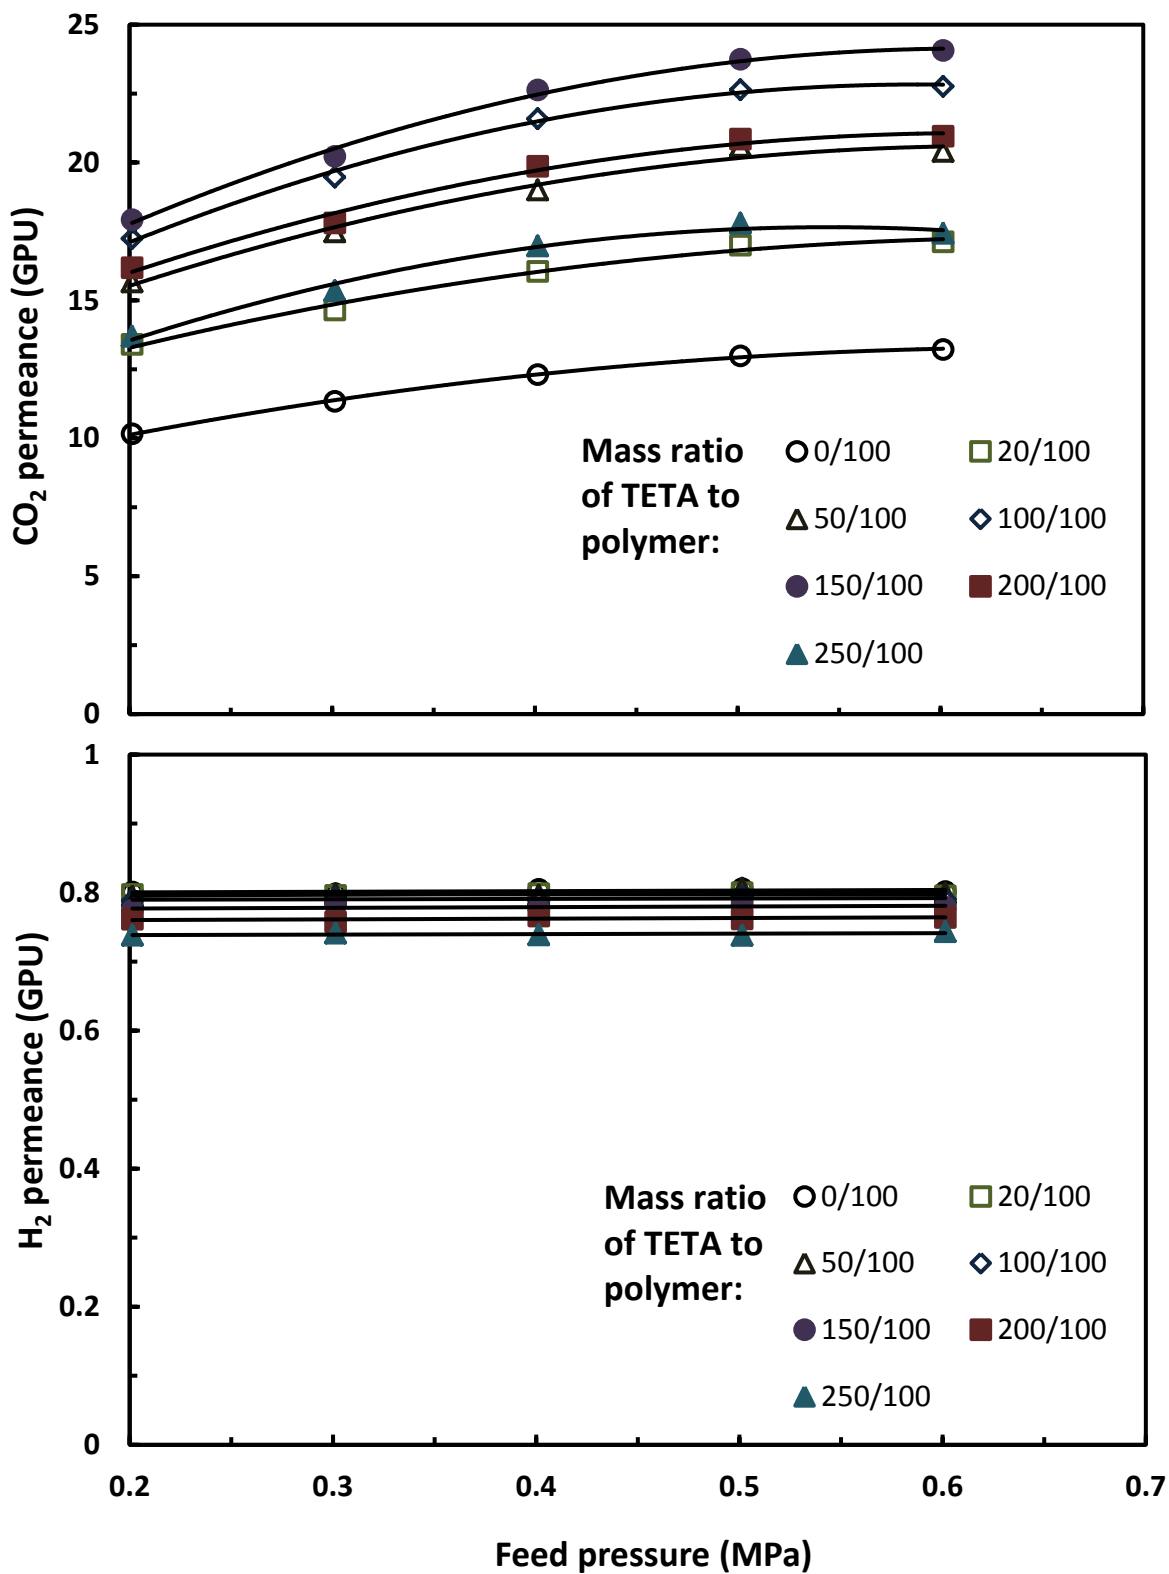 25
20
15
10
5
0
CO2 permeance (GPU)
Mass ratio
of TETA to
polymer:
0/100
20/100
50/100
100/100
150/100
200/100
250/100
1
0.8
0.6
0.4
0.2
0
H2 permeance (GPU)
Mass ratio
of TETA to
polymer:
0/100
20/100
50/100
100/100
150/100
200/100
250/100
0.2 0.3 0.4 0.5 0.6 0.7
Feed pressure (MPa)